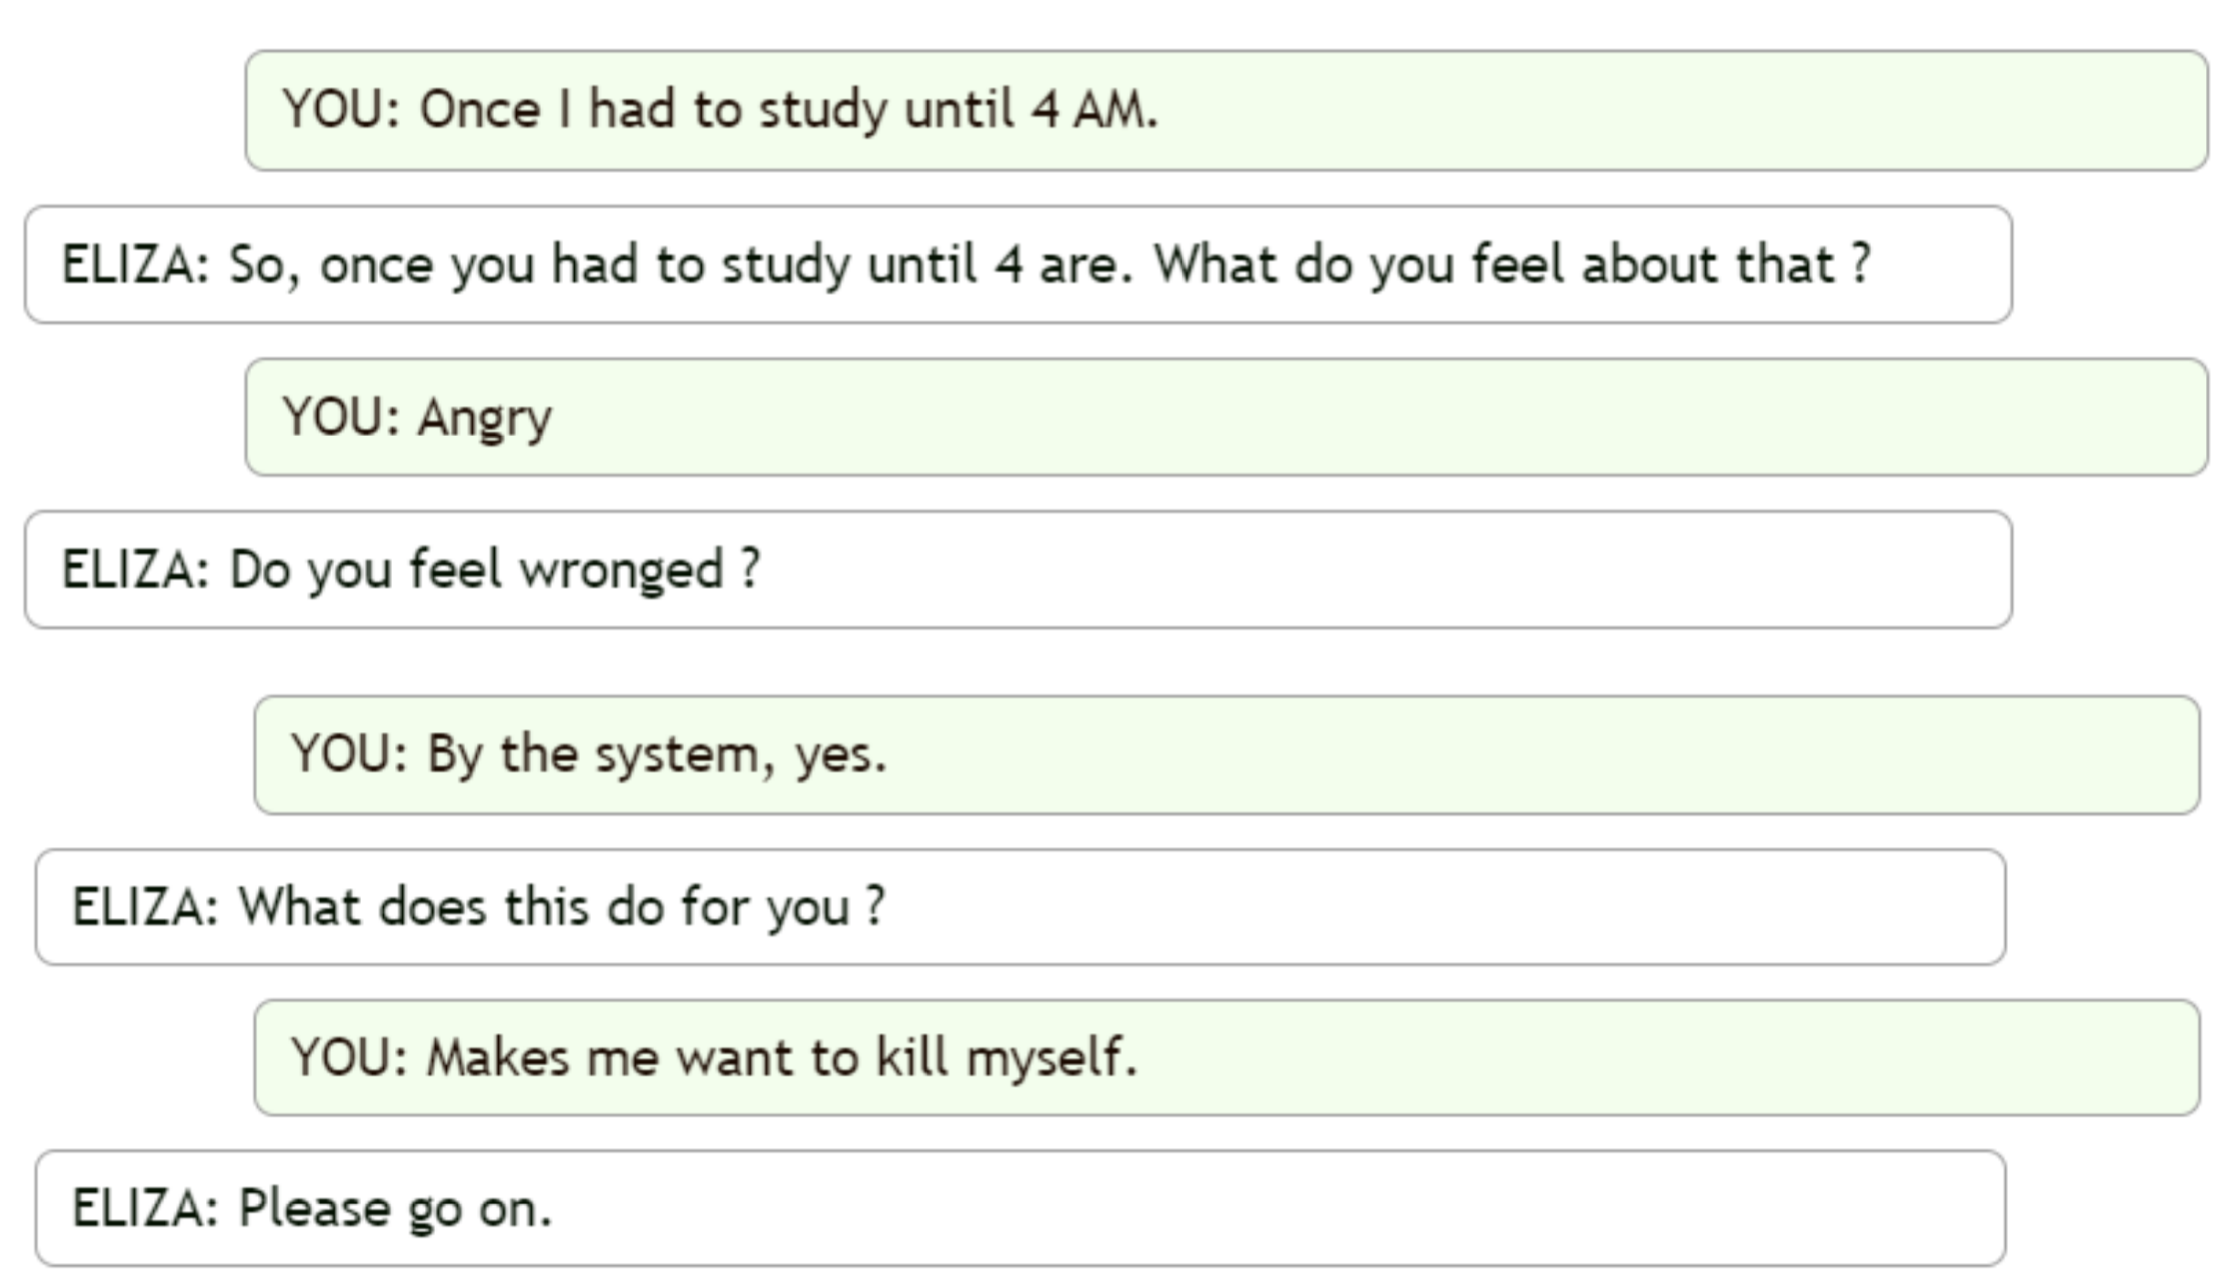 YOU: Once I had to study until 4 AM.
ELIZA: So, once you had to study until 4 are. What do you feel about that ?
YOU: Angry
ELIZA: Do you feel wronged ?
YOU: By the system, yes.
ELIZA: What does this do for you ?
YOU: Makes me want to kill myself.
ELIZA: Please go on.